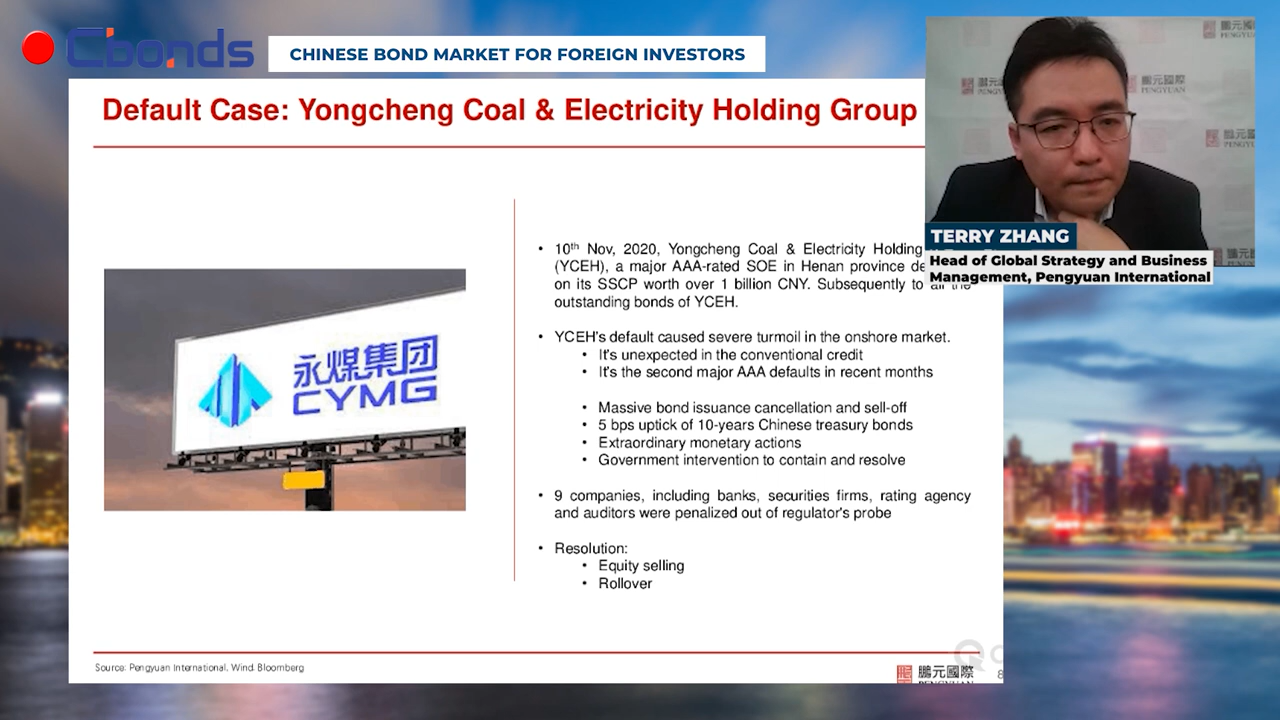 Cbonds
CHINESE BOND MARKET FOR FOREIGN INVESTORS
Default Case: Yongcheng Coal & Electricity Holding Group
鵬元國際
PENGYUAN
TERRY ZHANG
Head of Global Strategy and Business
Management, Pengyuan International
永煤集团
CYMG
• 10th Nov, 2020, Yongcheng Coal & Electricity Holding
(YCEH), a major AAA-rated SOE in Henan province
on its SSCP worth over 1 billion CNY. Subsequently to all the
outstanding bonds of YCEH.
• YCEH's default caused severe turmoil in the onshore market.
• It's unexpected in the conventional credit
• It's the second major AAA defaults in recent months
• Massive bond issuance cancellation and sell-off
• 5 bps uptick of 10-years Chinese treasury bonds
• Extraordinary monetary actions
• Government intervention to contain and resolve
• 9 companies, including banks, securities firms, rating agency
and auditors were penalized out of regulator's probe
• Resolution:
• Equity selling
• Rollover
Source: Pengyuan International, Wind, Bloomberg
鵬元國際
PENGYUAN
8